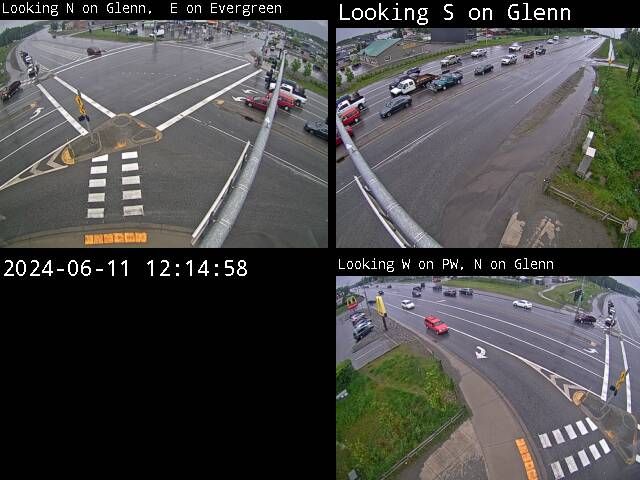 Looking N on Glenn,  E on Evergreen
Looking S on Glenn
2024-06-11 12:14:58
Looking W on PW, N on Glenn